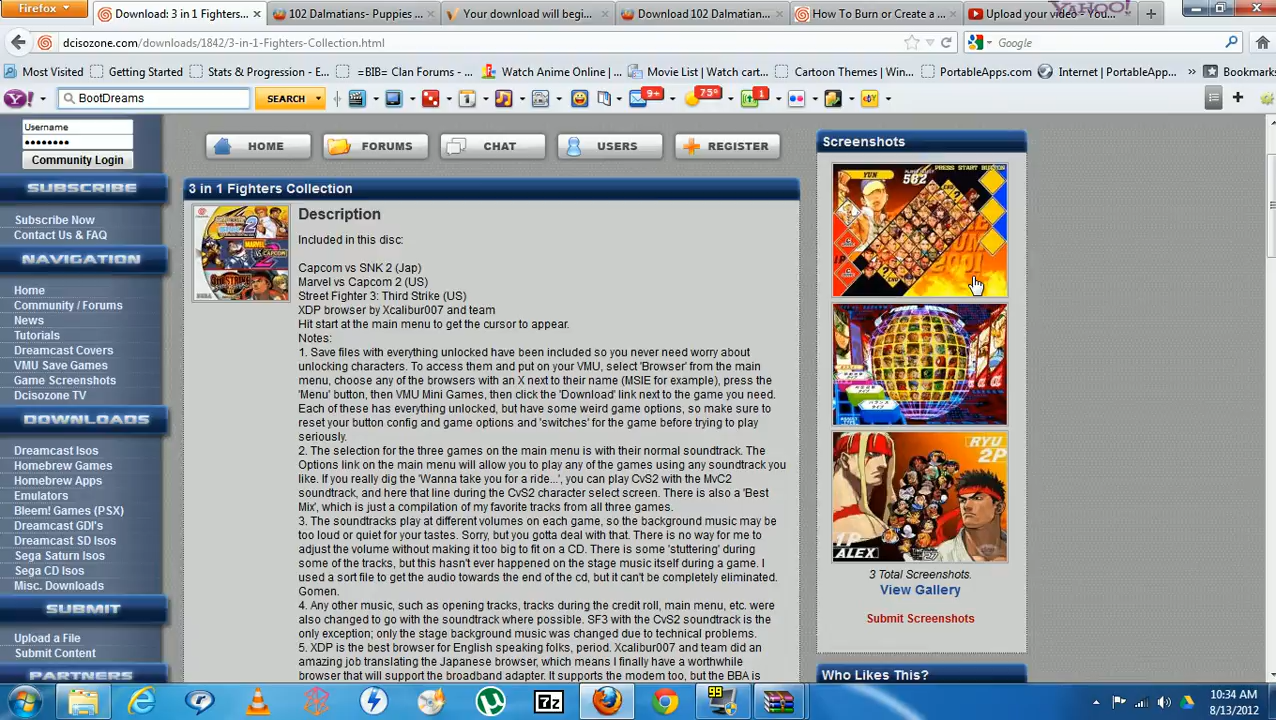 Firefox
Download: 3 in 1 Fighters...
102 Dalmatians- Puppies ...
Your download will begi...
Download 102 Dalmatian...
How To Burn or Create a ...
Upload your video - You...
YAHOO!
dcisozone.com/downloads/1842/3-in-1-Fighters-Collection.html
Google
Most Visited
Getting Started
Stats & Progression - E...
=BIB= Clan Forums - ...
Watch Anime Online | ...
Movie List | Watch cart...
Cartoon Themes | Win...
PortableApps.com
Internet | PortableApp...
»
Bookmarks
BootDreams
SEARCH
9+
75°
1
Username
Community Login
SUBSCRIBE
Subscribe Now
Contact Us & FAQ
NAVIGATION
Home
Community / Forums
News
Tutorials
Dreamcast Covers
VMU Save Games
Game Screenshots
Dcisozone TV
DOWNLOADS
Dreamcast Isos
Homebrew Games
Homebrew Apps
Emulators
Bleem! Games (PSX)
Dreamcast GDI's
Dreamcast SD Isos
Sega Saturn Isos
Sega CD Isos
Misc. Downloads
SUBMIT
Upload a File
Submit Content
PARTNERS
HOME
FORUMS
CHAT
USERS
REGISTER
3 in 1 Fighters Collection
Description
Included in this disc:
Capcom vs SNK 2 (Jap)
Marvel vs Capcom 2 (US)
Street Fighter 3: Third Strike (US)
XDP browser by Xcalibur007 and team
Hit start at the main menu to get the cursor to appear.
Notes:
1. Save files with everything unlocked have been included so you never need worry about
unlocking characters. To access them and put on your VMU, select 'Browser' from the main
menu, choose any of the browsers with an X next to their name (MSIE for example), press the
'Menu' button, then VMU Mini Games, then click the 'Download' link next to the game you need.
Each of these has everything unlocked, but have some weird game options, so make sure to
reset your button config and game options and 'switches' for the game before trying to play
seriously.
2. The selection for the three games on the main menu is with their normal soundtrack. The
Options link on the main menu will allow you to play any of the games using any soundtrack you
like. If you really dig the 'Wanna take you for a ride...', you can play CvS2 with the MvC2
soundtrack, and here that line during the CvS2 character select screen. There is also a 'Best
Mix', which is just a compilation of my favorite tracks from all three games.
3. The soundtracks play at different volumes on each game, so the background music may be
too loud or quiet for your tastes. Sorry, but you gotta deal with that. There is no way for me to
adjust the volume without making it too big to fit on a CD. There is some 'stuttering' during
some of the tracks, but this hasn't ever happened on the stage music itself during a game. I
used a sort file to get the audio towards the end of the cd, but it can't be completely eliminated.
Gomen.
4. Any other music, such as opening tracks, tracks during the credit roll, main menu, etc. were
also changed to go with the soundtrack where possible. SF3 with the CvS2 soundtrack is the
only exception, only the stage background music was changed due to technical problems.
5. XDP is the best browser for English speaking folks, period. Xcalibur007 and team did an
amazing job translating the Japanese browser, which means I finally have a worthwhile
browser that will support the broadband adapter. It supports the modem too, but the BBA is
Screenshots
YUN
PRESS START BUTTON
RYU
2P
1P
ALEX
3 Total Screenshots.
View Gallery
Submit Screenshots
Who Likes This?
99
10:34 AM
8/13/2012